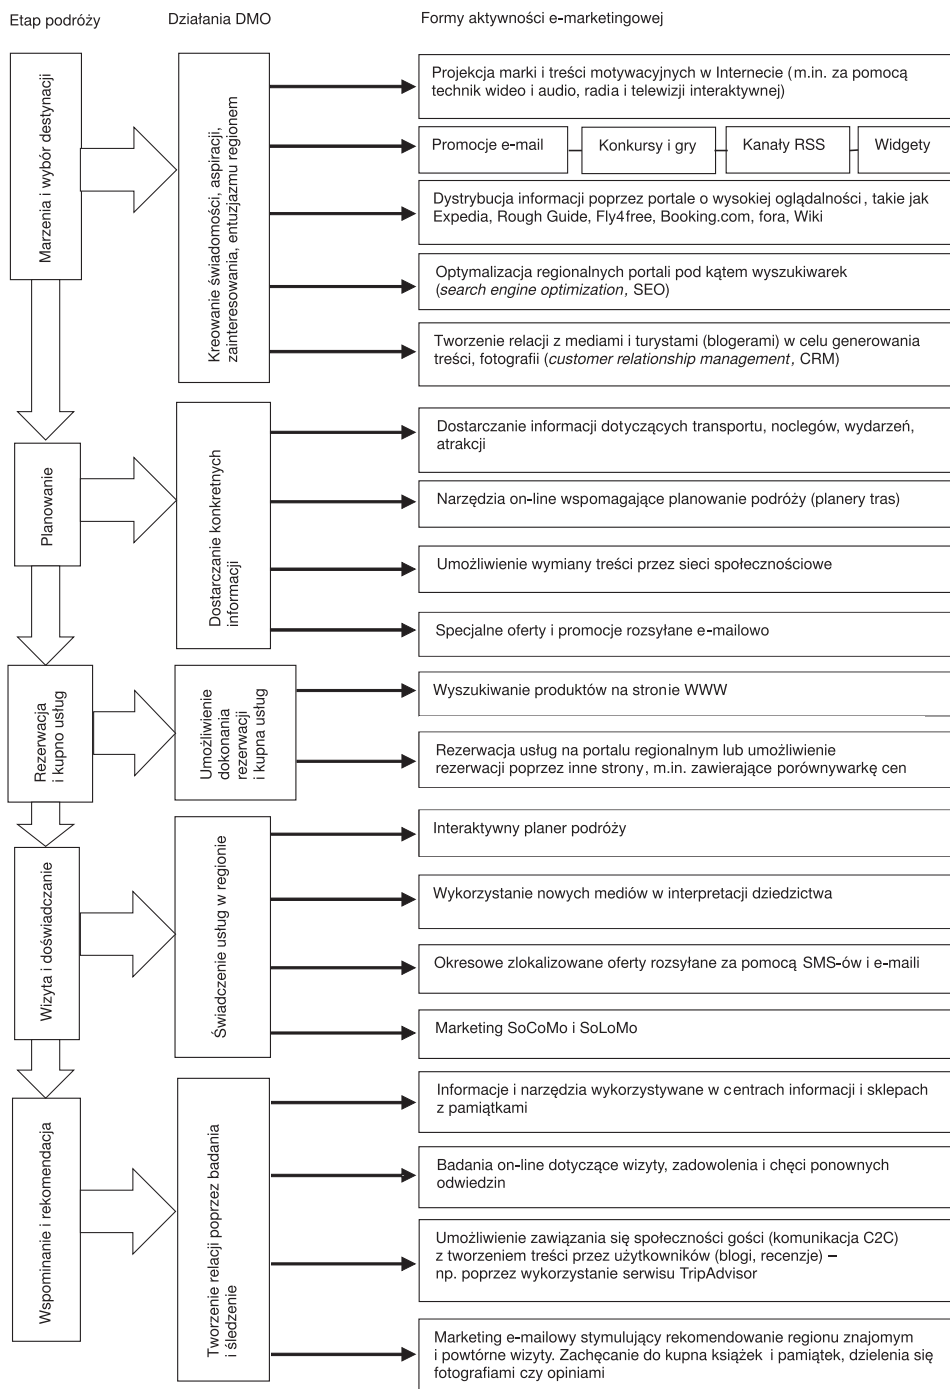 Etap podróży
Działania DMO
Formy aktywności e-marketingowej
Marzenia i wybór destynacji
Kreowanie świadomości, aspiracji,
zainteresowania, entuzjazmu regionem
Projekcja marki i treści motywacyjnych w Internecie (m.in. za pomocą
technik wideo i audio, radia i telewizji interaktywnej)
Promocje e-mail
Konkursy i gry
Kanały RSS
Widgety
Dystrybucja informacji poprzez portale o wysokiej oglądalności, takie jak
Expedia, Rough Guide, Fly4free, Booking.com, fora, Wiki
Optymalizacja regionalnych portali pod kątem wyszukiwarek
(search engine optimization, SEO)
Tworzenie relacji z mediami i turystami (blogerami) w celu generowania
treści, fotografii (customer relationship management, CRM)
Planowanie
Dostarczanie konkretnych
informacji
Dostarczanie informacji dotyczących transportu, noclegów, wydarzeń,
atrakcji
Narzędzia on-line wspomagające planowanie podróży (planery tras)
Umożliwienie wymiany treści przez sieci społecznościowe
Specjalne oferty i promocje rozsyłane e-mailowo
Rezerwacja
i kupno usług
Umożliwienie
dokonania
rezerwacji
i kupna usług
Wyszukiwanie produktów na stronie WWW
Rezerwacja usług na portalu regionalnym lub umożliwienie
rezerwacji poprzez inne strony, m.in. zawierające porównywarkę cen
Wizyta i doświadczanie
Świadczenie usług w regionie
Interaktywny planer podróży
Wykorzystanie nowych mediów w interpretacji dziedzictwa
Okresowe zlokalizowane oferty rozsyłane za pomocą SMS-ów i e-maili
Marketing SoCoMo i SoLoMo
Wspominanie i rekomendacja
Tworzenie relacji poprzez badania
i śledzenie
Informacje i narzędzia wykorzystywane w centrach informacji i sklepach
z pamiątkami
Badania on-line dotyczące wizyty, zadowolenia i chęci ponownych
odwiedzin
Umożliwienie zawiązania się społeczności gości (komunikacja C2C)
z tworzeniem treści przez użytkowników (blogi, recenzje) –
np. poprzez wykorzystanie serwisu TripAdvisor
Marketing e-mailowy stymulujący rekomendowanie regionu znajomym
i powtórne wizyty. Zachęcanie do kupna książek i pamiątek, dzielenia się
fotografiami czy opiniami